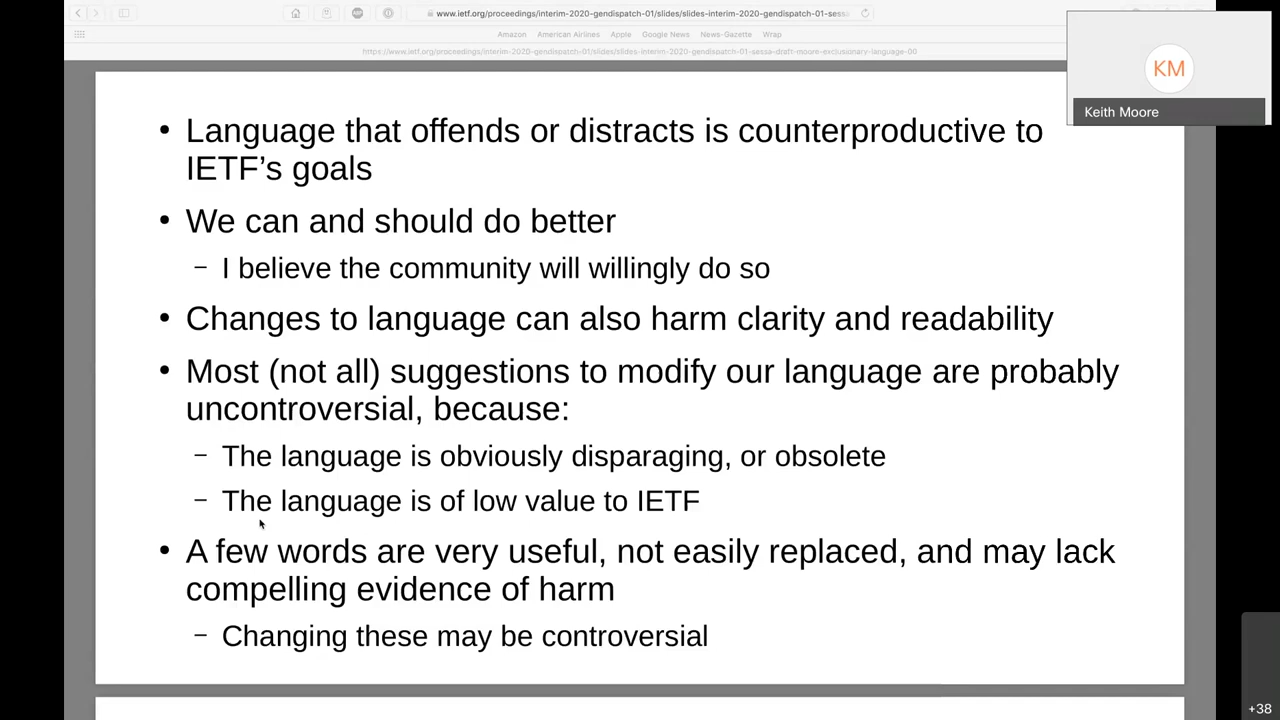 www.ietf.org/proceedings/interim-2020-gendispatch-01/slides/slides-interim-2020-gendispatch-01-sess
Amazon American Airlines Apple Google News News-Gazette Wrap
https://www.ietf.org/proceedings/interim-2020-gendispatch-01/slides/slides-interim-2020-gendispatch-01-sessa-draft-moore-exclusionary-language-00
KM
Keith Moore
• Language that offends or distracts is counterproductive to
IETF’s goals
• We can and should do better
– I believe the community will willingly do so
• Changes to language can also harm clarity and readability
• Most (not all) suggestions to modify our language are probably
uncontroversial, because:
– The language is obviously disparaging, or obsolete
– The language is of low value to IETF
• A few words are very useful, not easily replaced, and may lack
compelling evidence of harm
– Changing these may be controversial
+38